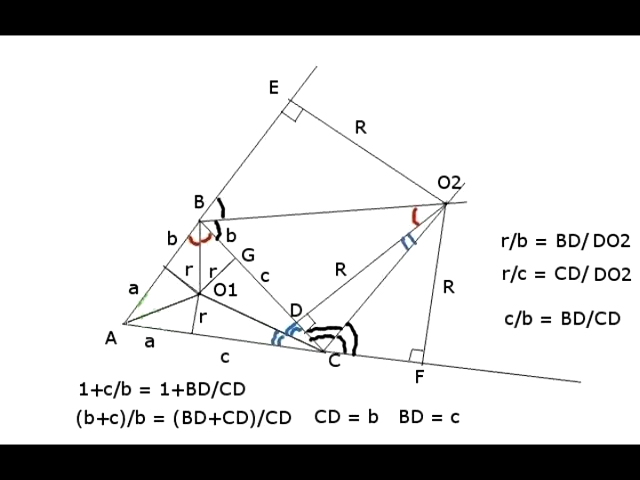 E
R
O2
B
b
b
r/b = BD/DO2
G
r
r
c
R
r/c = CD/DO2
a
O1
R
D
r
c/b = BD/CD
A
a
c
C
F
1+c/b = 1+BD/CD
(b+c)/b = (BD+CD)/CD CD = b BD = c